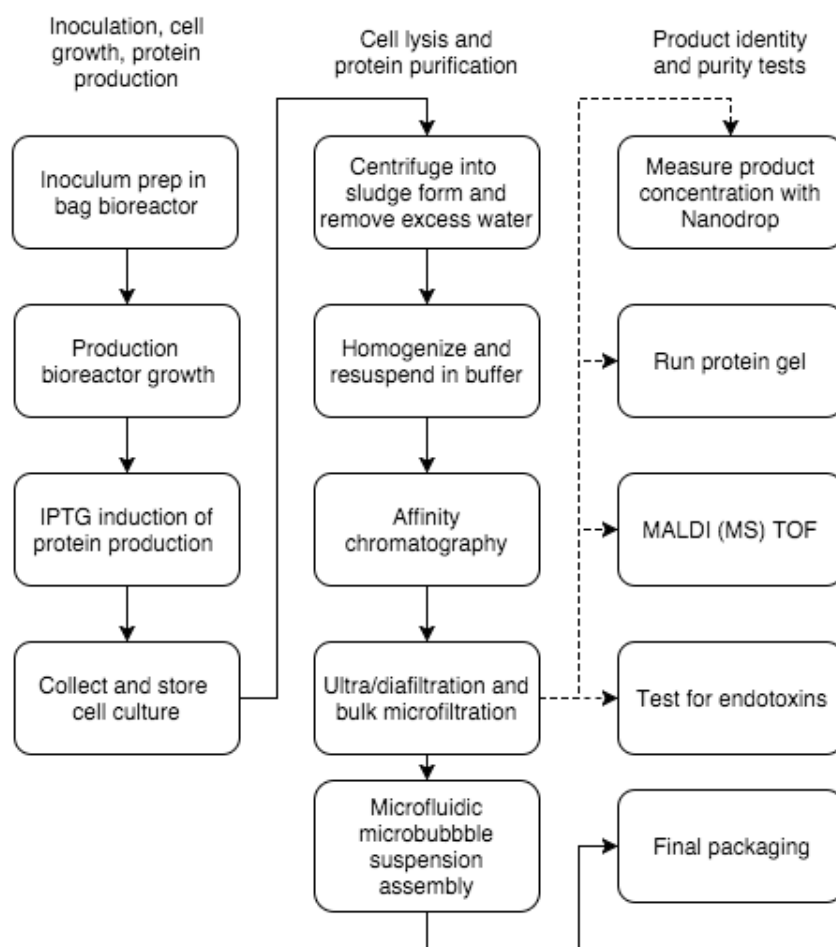 Inoculation, cell
growth, protein
production
Inoculum prep in
bag bioreactor
Production
bioreactor growth
IPTG induction of
protein production
Collect and store
cell culture
Cell lysis and
protein purification
Centrifuge into
sludge form and
remove excess water
Homogenize and
resuspend in buffer
Affinity
chromatography
Ultra/diafiltration and
bulk microfiltration
Microfluidic
microbubbble
suspension
assembly
Product identity
and purity tests
Measure product
concentration with
Nanodrop
Run protein gel
MALDI (MS) TOF
Test for endotoxins
Final packaging